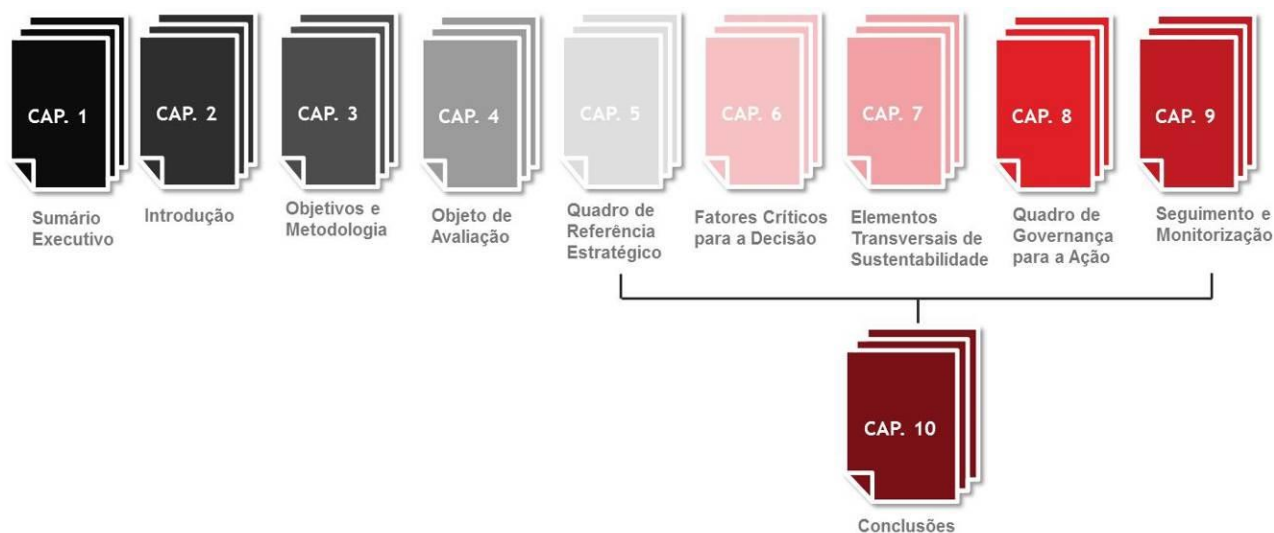 CAP. 1
Sumário
Executivo
CAP. 2
Introdução
CAP. 3
Objetivos e
Metodologia
CAP. 4
Objeto de
Avaliação
CAP. 5
Quadro de
Referência
Estratégico
CAP. 6
Fatores Críticos
para a Decisão
CAP. 7
Elementos
Transversais de
Sustentabilidade
CAP. 8
Quadro de
Governança
para a Ação
CAP. 9
Seguimento e
Monitorização
CAP. 10
Conclusões